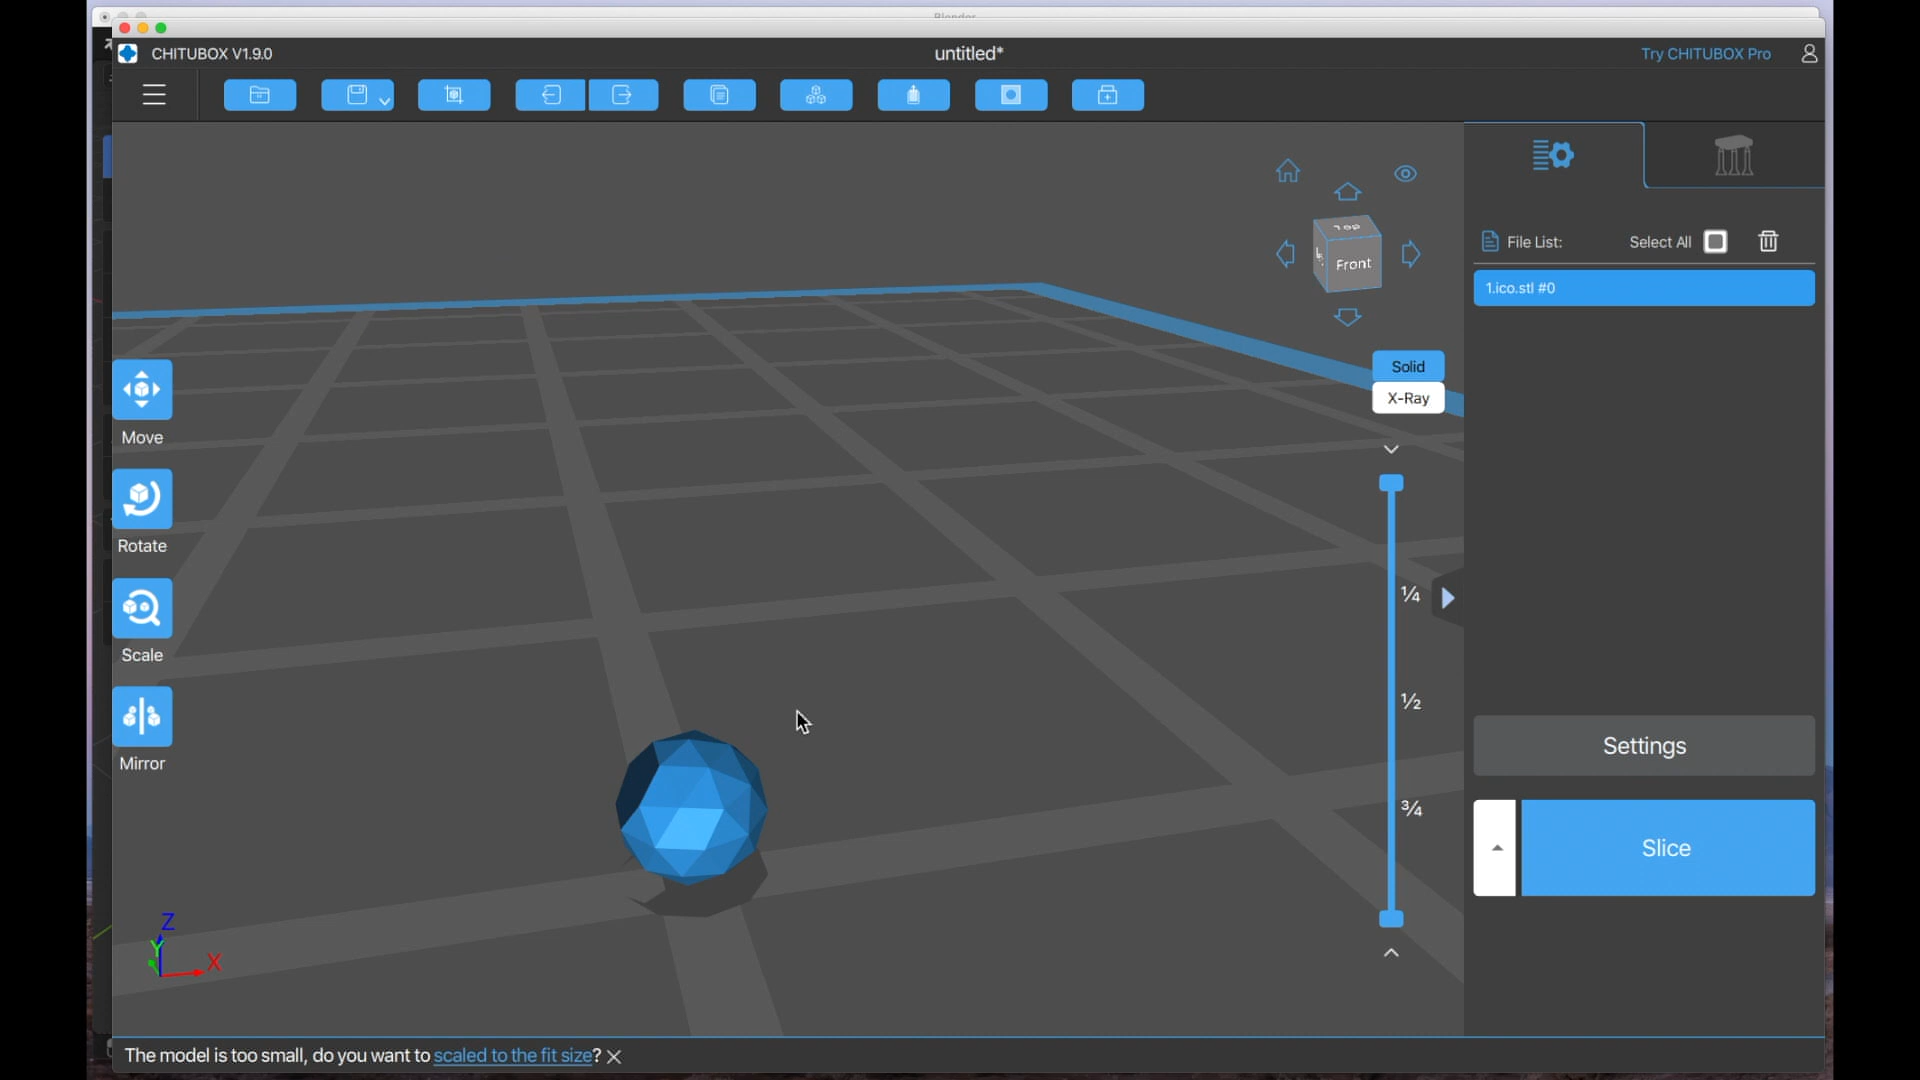 Blender
CHITUBOX V1.9.0
untitled*
Try CHITUBOX Pro
Top
Front
File List:
Select All
1.ico.stl #0
Solid
X-Ray
Move
Rotate
Scale
Mirror
1/4
1/2
3/4
Settings
Slice
Z
Y
X
The model is too small, do you want to scaled to the fit size?